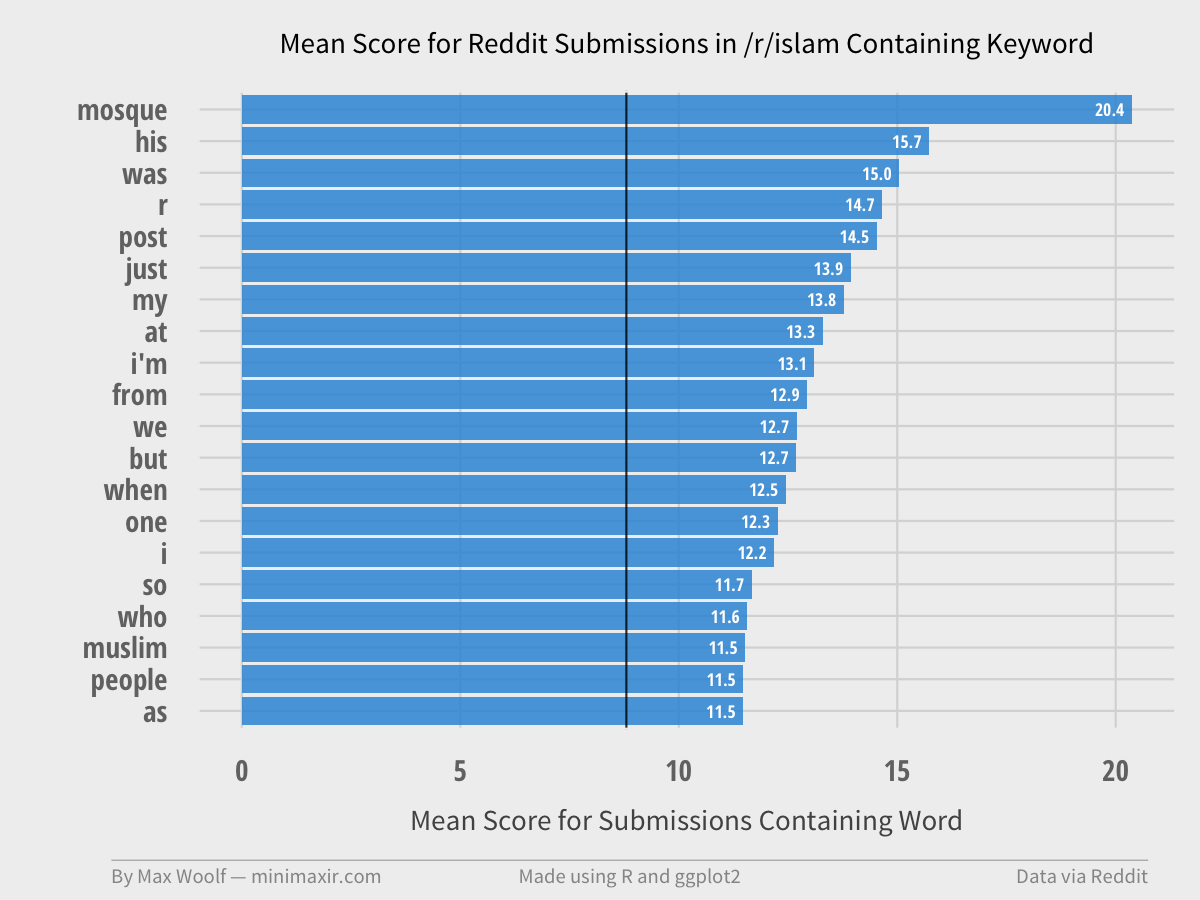 Mean Score for Reddit Submissions in /r/islam Containing Keyword
mosque 20.4
his 15.7
was 15.0
r 14.7
post 14.5
just 13.9
my 13.8
at 13.3
i'm 13.1
from 12.9
we 12.7
but 12.7
when 12.5
one 12.3
i 12.2
so 11.7
who 11.6
muslim 11.5
people 11.5
as 11.5
0 5 10 15 20
Mean Score for Submissions Containing Word
By Max Woolf — minimaxir.com Made using R and ggplot2 Data via Reddit